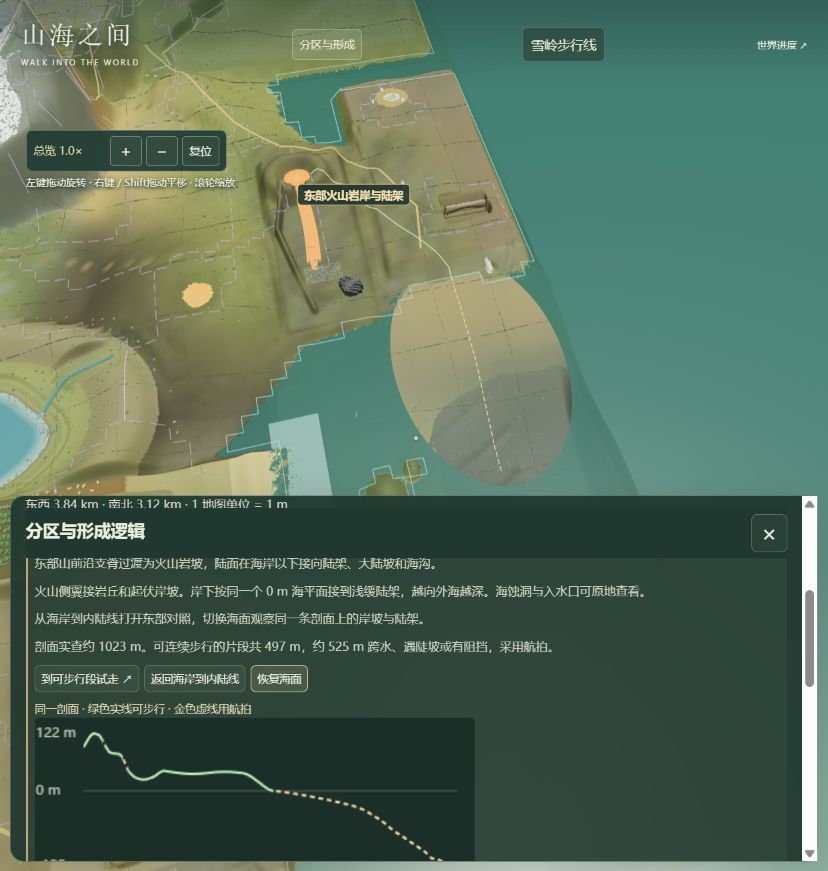 山海之间
WALK INTO THE WORLD
分区与形成
雪岭步行线
世界进度 ↗
总览 1.0×
+
−
复位
左键拖动旋转 · 右键 / Shift拖动平移 · 滚轮缩放
东部火山岩岸与陆架
东西 3.84 km · 南北 3.12 km · 1 地图单位 = 1 m
分区与形成逻辑
×
东部山前沿支脊过渡为火山岩坡，陆面在海岸以下接向陆架、大陆坡和海沟。
火山侧翼接岩丘和起伏岸坡。岸下按同一个 0 m 海平面接到浅缓陆架，越向外海越深。海蚀洞与入水口可原地查看。
从海岸到内陆线打开东部对照，切换海面观察同一条剖面上的岸坡与陆架。
剖面实查约 1023 m。可连续步行的片段共 497 m，约 525 m 跨水、遇陡坡或有阻挡，采用航拍。
到可步行段试走 ↗
返回海岸到内陆线
恢复海面
同一剖面 · 绿色实线可步行 · 金色虚线用航拍
122 m
0 m